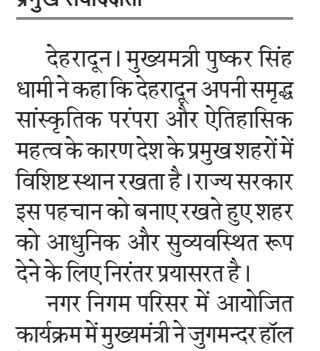 प्रमुख संवाददाता
देहरादून। मुख्यमंत्री पुष्कर सिंह
धामी ने कहा कि देहरादून अपनी समृद्ध
सांस्कृतिक परंपरा और ऐतिहासिक
महत्व के कारण देश के प्रमुख शहरों में
विशिष्ट स्थान रखता है। राज्य सरकार
इस पहचान को बनाए रखते हुए शहर
को आधुनिक और सुव्यवस्थित रूप
देने के लिए निरंतर प्रयासरत है।
नगर निगम परिसर में आयोजित
कार्यक्रम में मुख्यमंत्री ने जुगमन्दर हॉल